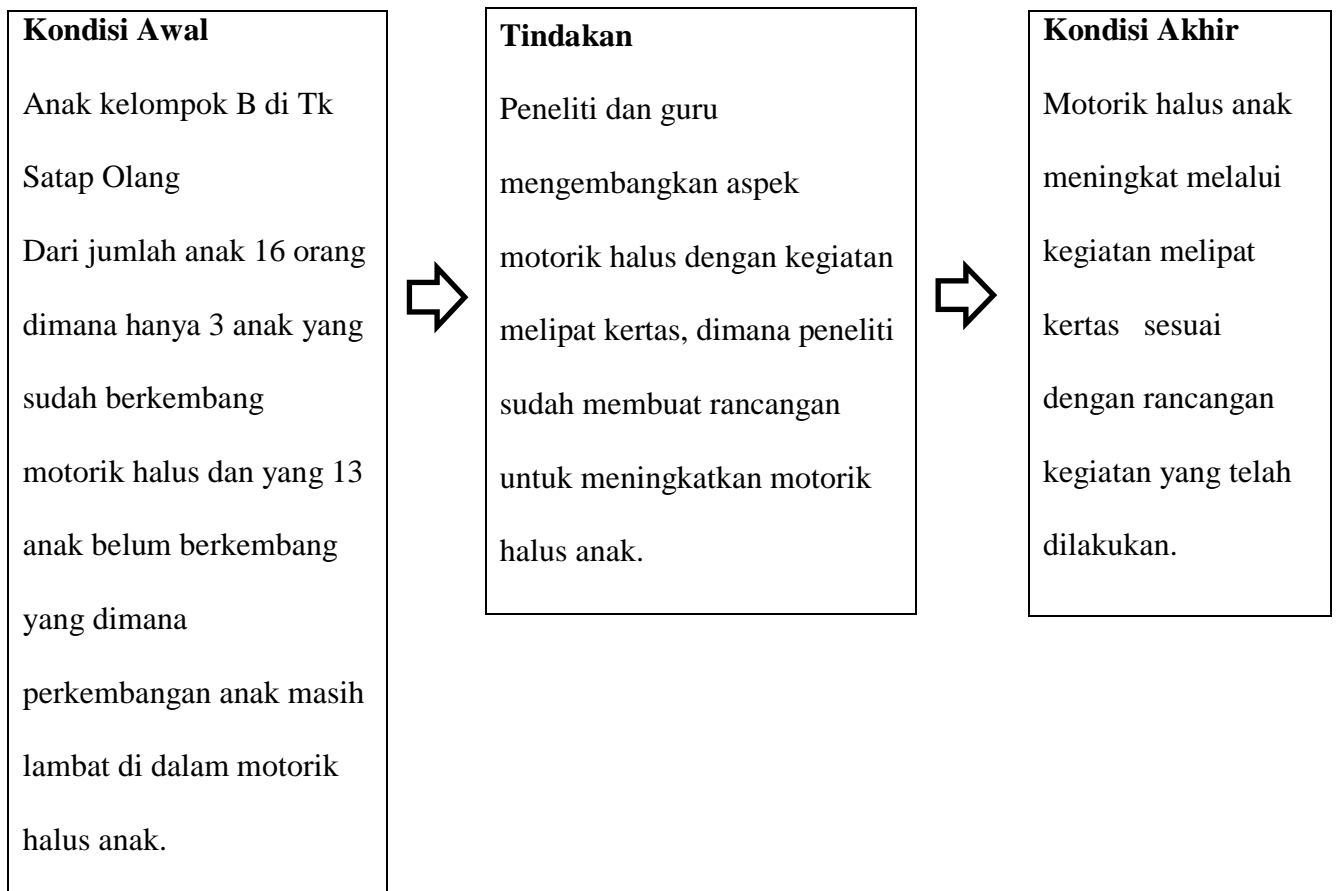 Kondisi Awal
Anak kelompok B di Tk
Satap Olang
Dari jumlah anak 16 orang
dimana hanya 3 anak yang
sudah berkembang
motorik halus dan yang 13
anak belum berkembang
yang dimana
perkembangan anak masih
lambat di dalam motorik
halus anak.
Tindakan
Peneliti dan guru
mengembangkan aspek
motorik halus dengan kegiatan
melipat kertas, dimana peneliti
sudah membuat rancangan
untuk meningkatkan motorik
halus anak.
Kondisi Akhir
Motorik halus anak
meningkat melalui
kegiatan melipat
kertas sesuai
dengan rancangan
kegiatan yang telah
dilakukan.